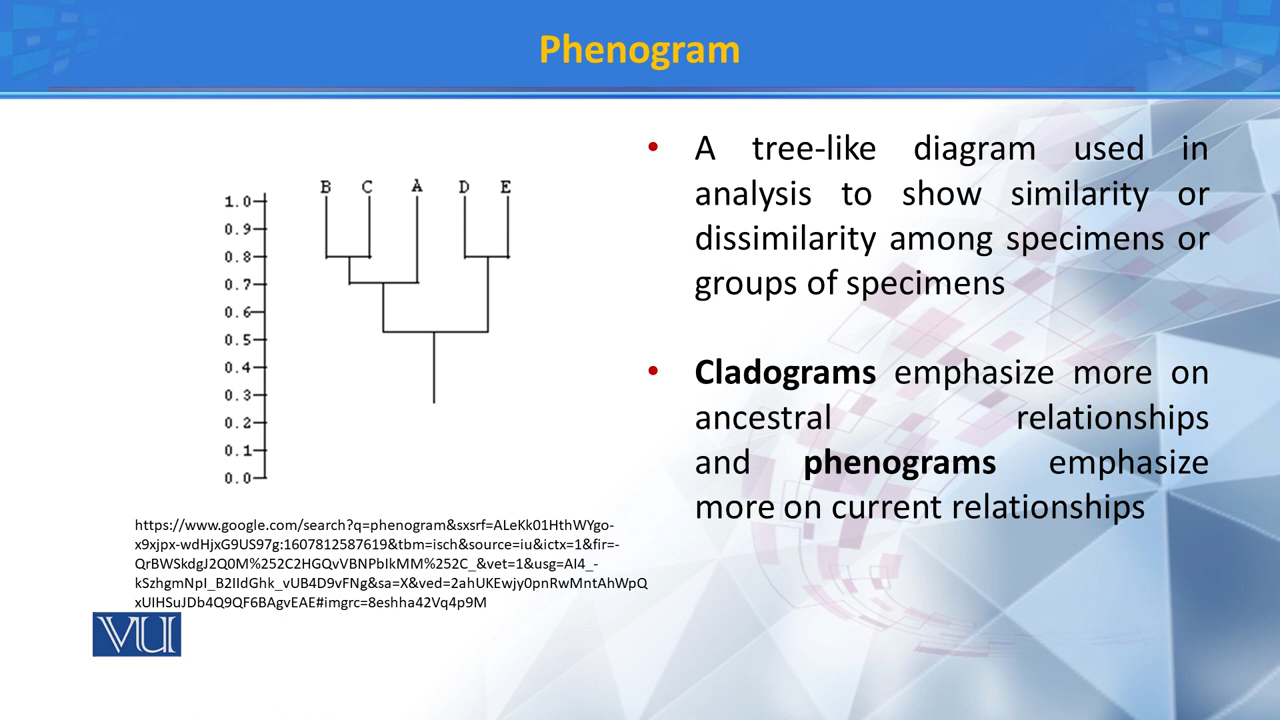 Phenogram
B C A D E
1.0
0.9
0.8
0.7
0.6
0.5
0.4
0.3
0.2
0.1
0.0
https://www.google.com/search?q=phenogram&sxsrf=ALeKk01HthWYgo-
x9xjpx-wdHjxG9US97g:1607812587619&tbm=isch&source=iu&ictx=1&fir=-
QrBWSkdgJ2Q0M%252C2HGQvVBNPbIkMM%252C_&vet=1&usg=AI4_-
kSzhgmNpI_B2IIdGhk_vUB4D9vFNg&sa=X&ved=2ahUKEwjy0pnRwMntAhWpQ
xUIHSuJDb4Q9QF6BAgvEAE#imgrc=8eshha42Vq4p9M
VU
• A tree-like diagram used in
analysis to show similarity or
dissimilarity among specimens or
groups of specimens
• Cladograms emphasize more on
ancestral relationships
and phenograms emphasize
more on current relationships